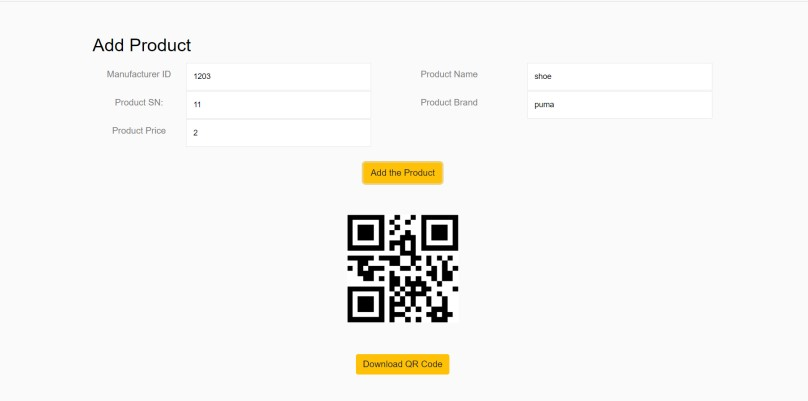 Add Product
Manufacturer ID 1203 Product Name shoe
Product SN: 11 Product Brand puma
Product Price 2
Add the Product
Download QR Code